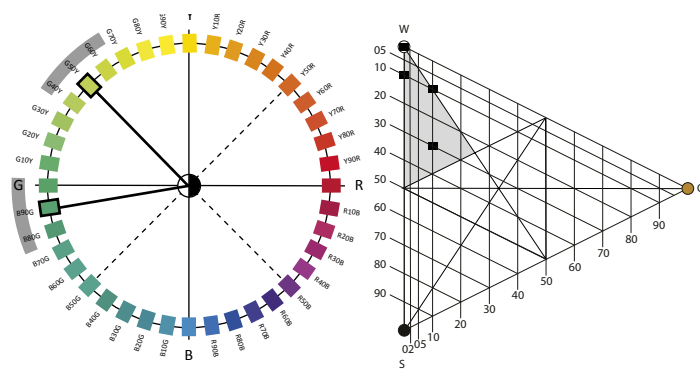 Y
Y10R
Y20R
Y30R
Y40R
Y50R
Y60R
Y70R
Y80R
Y90R
R
R10B
R20B
R30B
R40B
R50B
R60B
R70B
R80B
R90B
B
B10G
B20G
B30G
B40G
B50G
B60G
B70G
B80G
B90G
G
G10Y
G20Y
G30Y
G40Y
G50Y
G60Y
G70Y
G80Y
G90Y
W
05
10
20
30
40
50
60
70
80
90
S
02
05
10
20
30
40
50
60
70
80
90